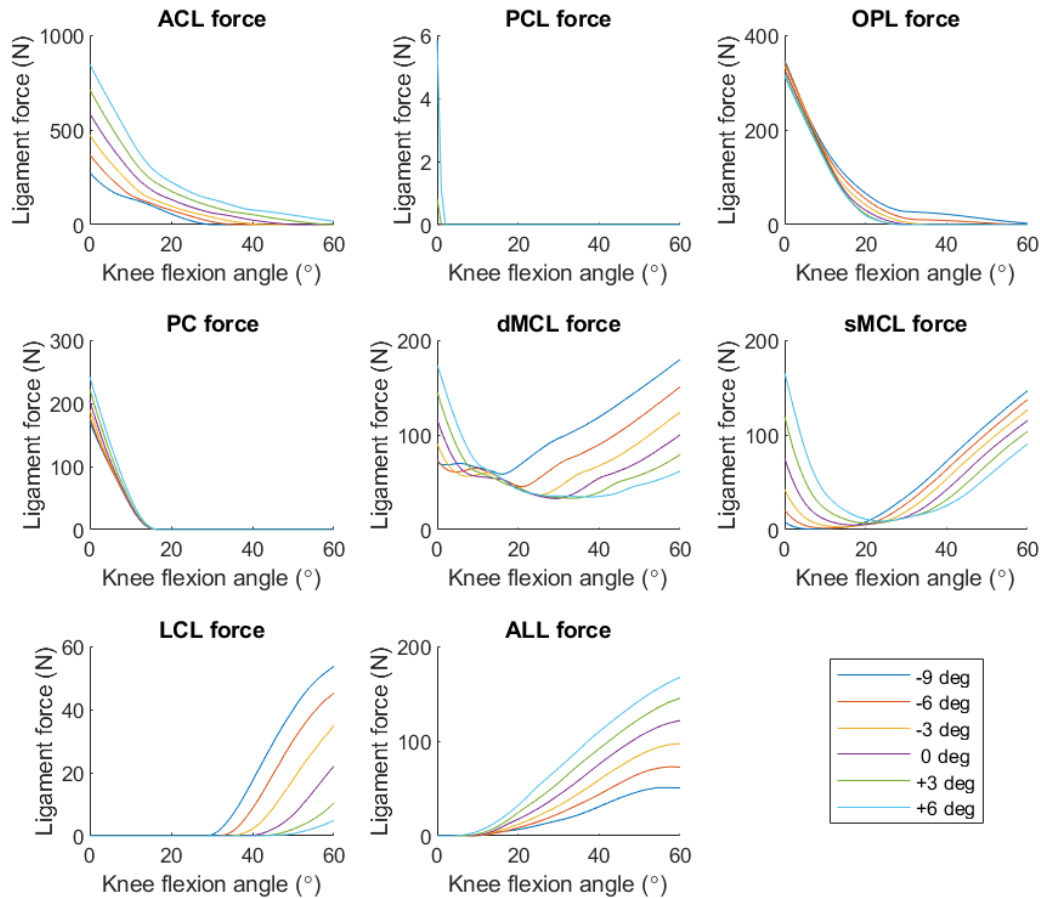 ACL force
PCL force
OPL force
Ligament force (N)
1000
500
0
0
20
40
60
Knee flexion angle (°)
Ligament force (N)
6
4
2
0
0
20
40
60
Knee flexion angle (°)
Ligament force (N)
400
200
0
0
20
40
60
Knee flexion angle (°)
PC force
dMCL force
sMCL force
Ligament force (N)
300
200
100
0
0
20
40
60
Knee flexion angle (°)
Ligament force (N)
200
100
0
0
20
40
60
Knee flexion angle (°)
Ligament force (N)
200
100
0
0
20
40
60
Knee flexion angle (°)
LCL force
ALL force
Ligament force (N)
60
40
20
0
0
20
40
60
Knee flexion angle (°)
Ligament force (N)
200
100
0
0
20
40
60
Knee flexion angle (°)
-9 deg
-6 deg
-3 deg
0 deg
+3 deg
+6 deg